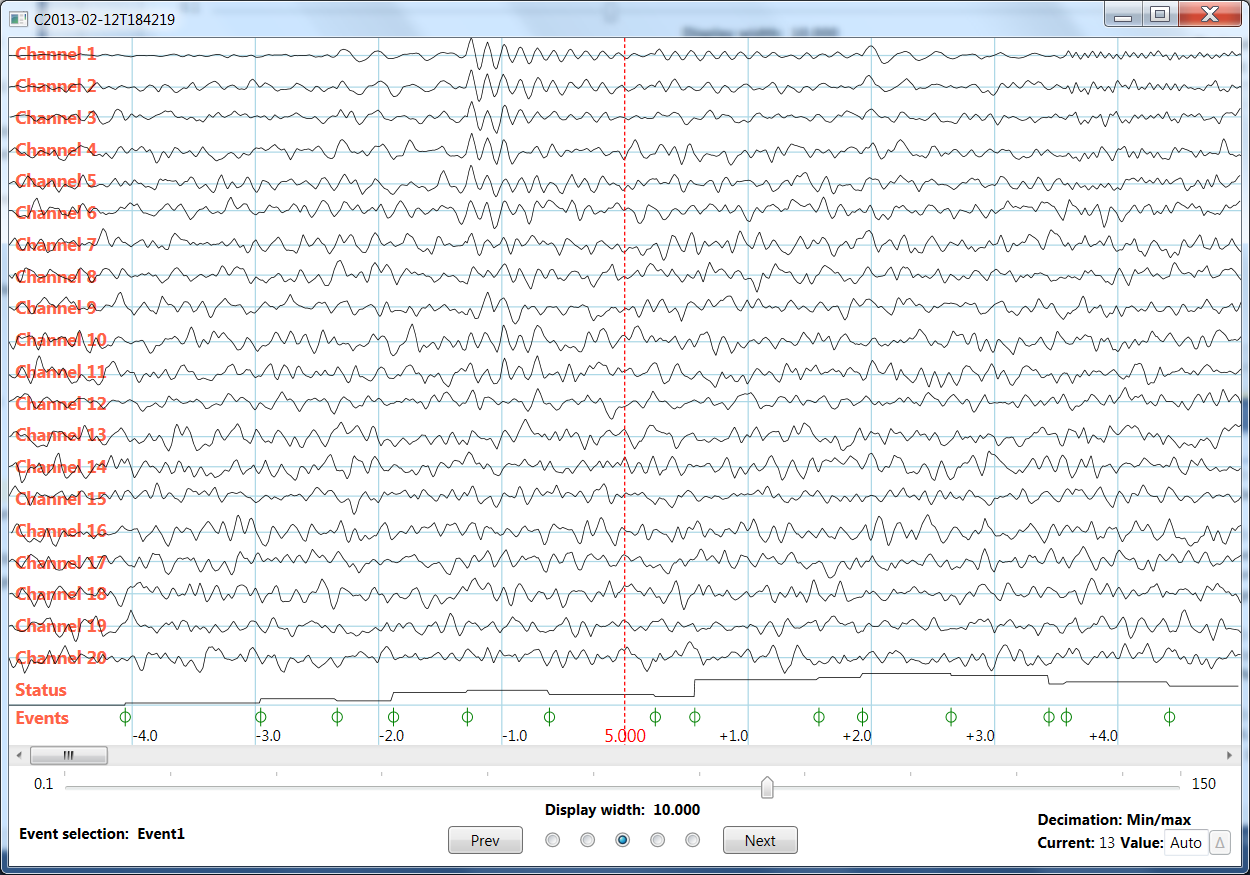 C2013-02-12T184219
Channel 1
Channel 2
Channel 3
Channel 4
Channel 5
Channel 6
Channel 7
Channel 8
Channel 9
Channel 10
Channel 11
Channel 12
Channel 13
Channel 14
Channel 15
Channel 16
Channel 17
Channel 18
Channel 19
Channel 20
Status
Events
-4.0 -3.0 -2.0 -1.0 5.000 +1.0 +2.0 +3.0 +4.0
0.1 150
Display width: 10.000
Event selection: Event1
Prev Next
Decimation: Min/max
Current: 13 Value: Auto Δ